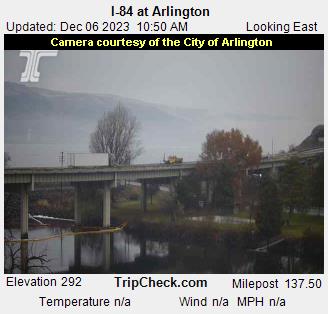 I-84 at Arlington
Updated: Dec 06 2023 10:50 AM Looking East
Camera courtesy of the City of Arlington
Elevation 292 TripCheck.com Milepost 137.50
Temperature n/a Wind n/a MPH n/a